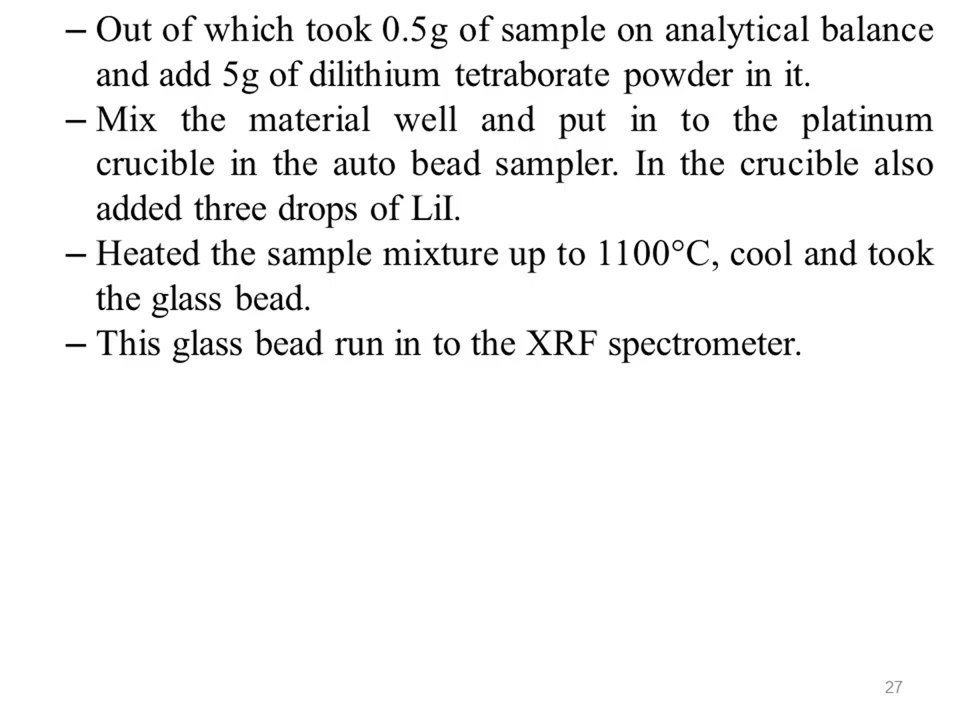 – Out of which took 0.5g of sample on analytical balance
and add 5g of dilithium tetraborate powder in it.
– Mix the material well and put in to the platinum
crucible in the auto bead sampler. In the crucible also
added three drops of LiI.
– Heated the sample mixture up to 1100°C, cool and took
the glass bead.
– This glass bead run in to the XRF spectrometer.
27